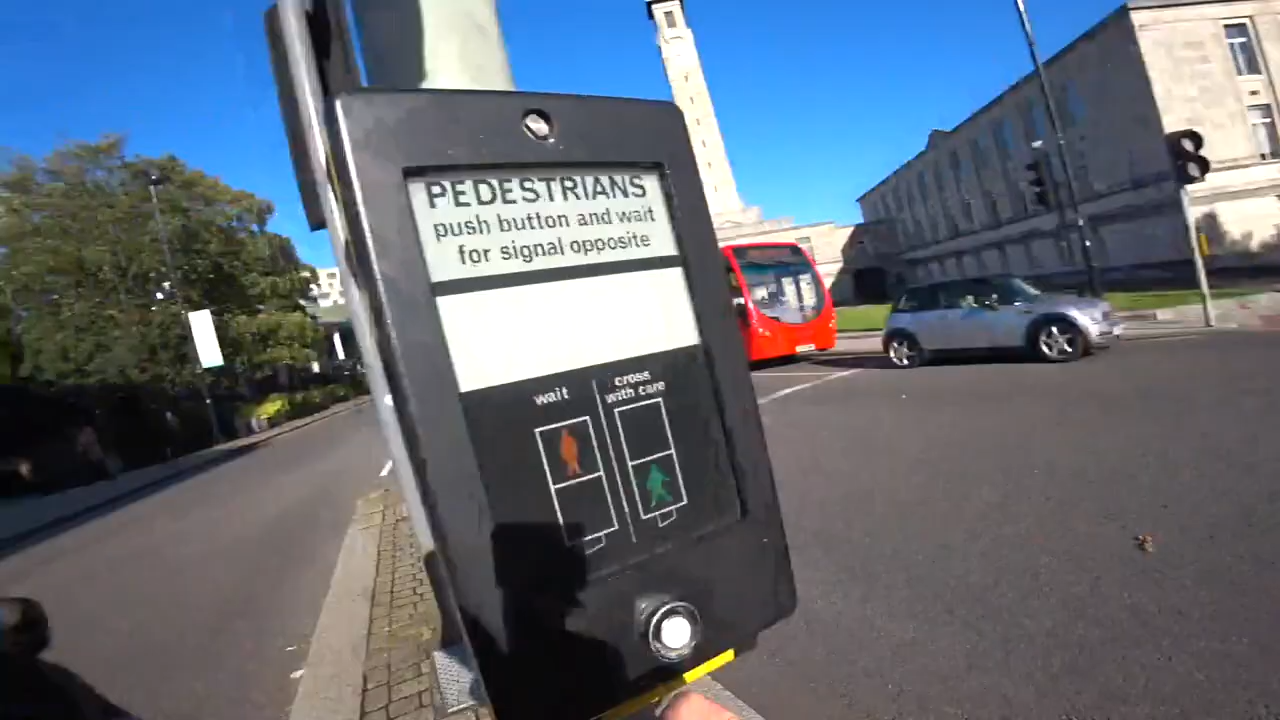 PEDESTRIANS
push button and wait
for signal opposite
wait
cross
with care